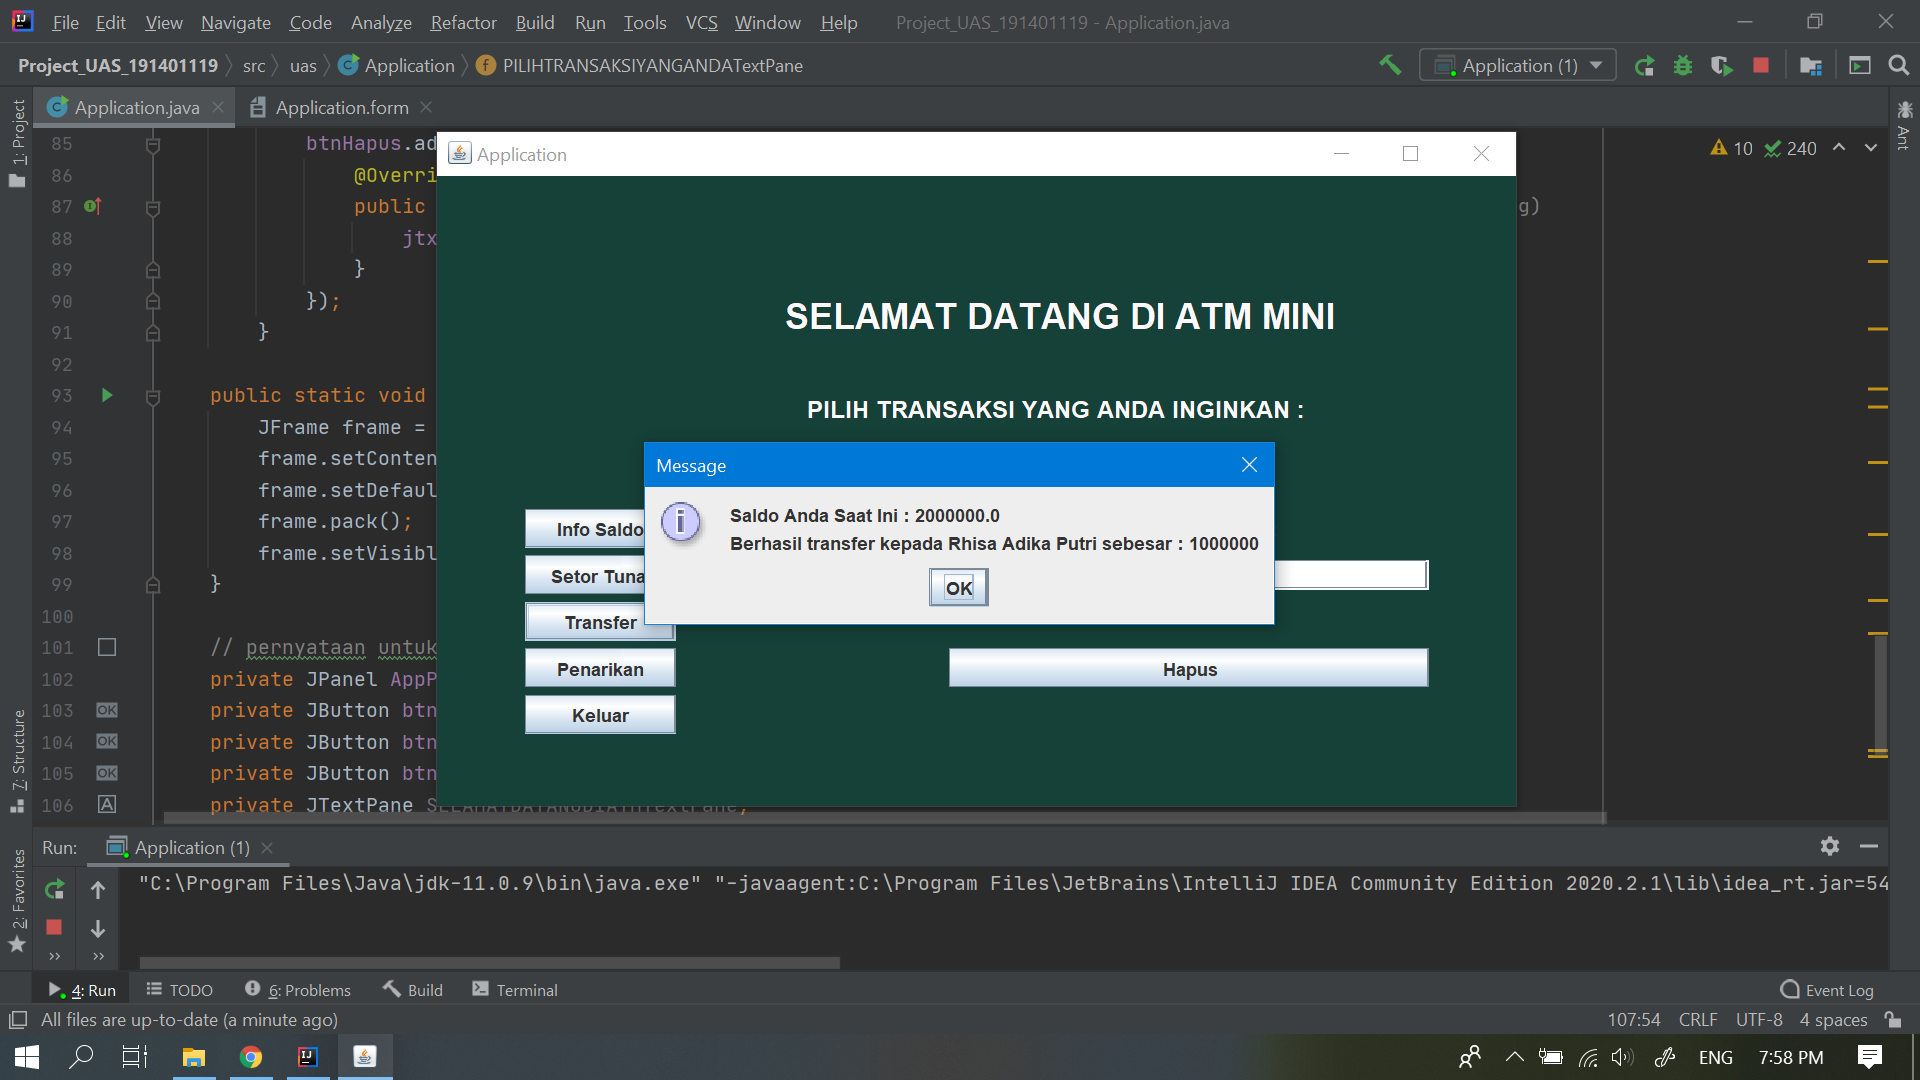 File Edit View Navigate Code Analyze Refactor Build Run Tools VCS Window Help Project_UAS_191401119 - Application.java
Project_UAS_191401119 src uas Application PILIHTRANSAKSIYANGANDATextPane Application (1)
Application.java Application.form
1: Project
Ant
10 240
85 btnHapus.ad
86 @Overri
87 public g)
88 jtx
89 }
90 });
91 }
92
93 public static void
94 JFrame frame =
95 frame.setConten
96 frame.setDefaul
97 frame.pack();
98 frame.setVisibl
99 }
100
101 // pernyataan untuk
102 private JPanel AppP
103 private JButton btn
104 private JButton btn
105 private JButton btn
106 private JTextPane SELAMATDATANGDIATMTextPane;
OK
OK
OK
A
Application
SELAMAT DATANG DI ATM MINI
PILIH TRANSAKSI YANG ANDA INGINKAN :
Message
Saldo Anda Saat Ini : 2000000.0
Berhasil transfer kepada Rhisa Adika Putri sebesar : 1000000
OK
Info Saldo
Setor Tuna
Transfer
Penarikan
Keluar
Hapus
7: Structure
2: Favorites
Run: Application (1)
"C:\Program Files\Java\jdk-11.0.9\bin\java.exe" "-javaagent:C:\Program Files\JetBrains\IntelliJ IDEA Community Edition 2020.2.1\lib\idea_rt.jar=54
4: Run TODO 6: Problems Build Terminal Event Log
All files are up-to-date (a minute ago) 107:54 CRLF UTF-8 4 spaces
ENG 7:58 PM